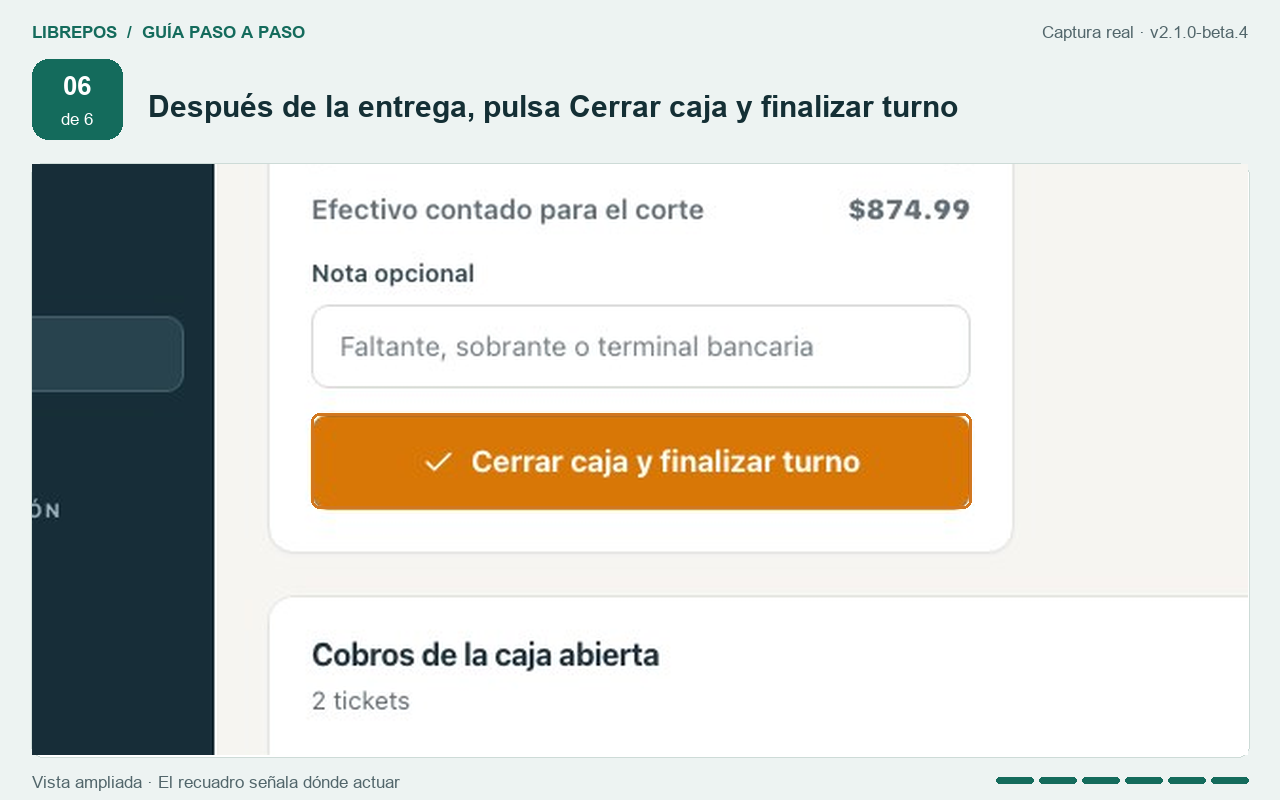 LIBREPOS / GUÍA PASO A PASO
Captura real · v2.1.0-beta.4
06
de 6
Después de la entrega, pulsa Cerrar caja y finalizar turno
Efectivo contado para el corte $874.99
Nota opcional
Faltante, sobrante o terminal bancaria
Cerrar caja y finalizar turno
ÓN
Cobros de la caja abierta
2 tickets
Vista ampliada · El recuadro señala dónde actuar